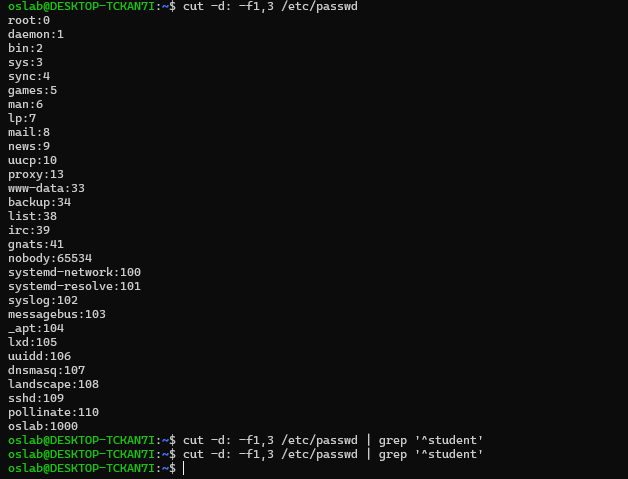 oslab@DESKTOP-TCKAN7I:~$ cut -d: -f1,3 /etc/passwd
root:0
daemon:1
bin:2
sys:3
sync:4
games:5
man:6
lp:7
mail:8
news:9
uucp:10
proxy:13
www-data:33
backup:34
list:38
irc:39
gnats:41
nobody:65534
systemd-network:100
systemd-resolve:101
syslog:102
messagebus:103
_apt:104
lxd:105
uuidd:106
dnsmasq:107
landscape:108
sshd:109
pollinate:110
oslab:1000
oslab@DESKTOP-TCKAN7I:~$ cut -d: -f1,3 /etc/passwd | grep '^student'
oslab@DESKTOP-TCKAN7I:~$ cut -d: -f1,3 /etc/passwd | grep '^student'
oslab@DESKTOP-TCKAN7I:~$